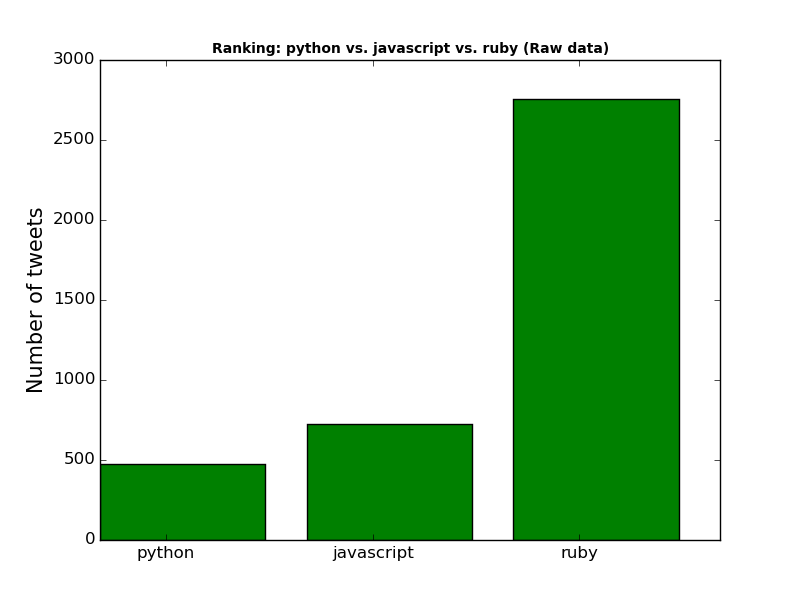 Ranking: python vs. javascript vs. ruby (Raw data)
3000
2500
2000
1500
1000
500
0
Number of tweets
python javascript ruby